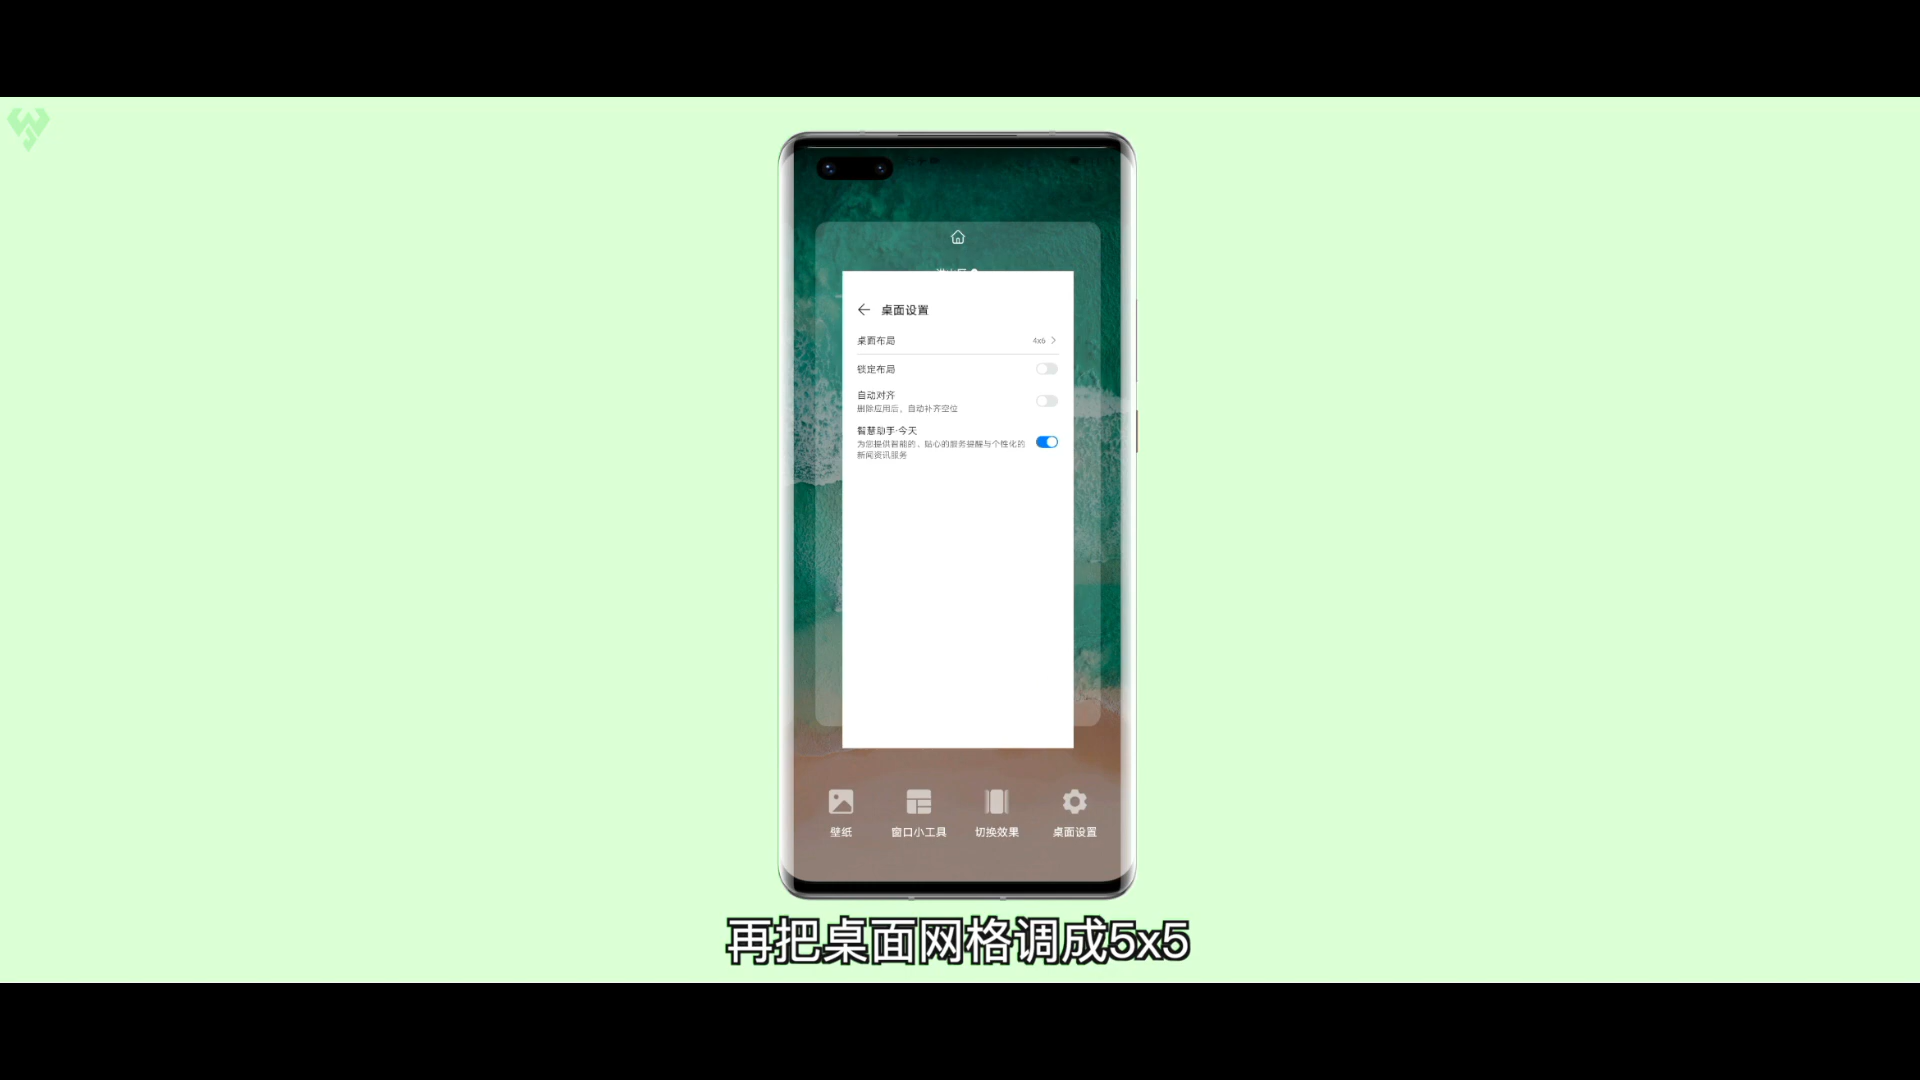 桌面设置
桌面布局 4x6
锁定布局
自动对齐
删除应用后，自动补齐空位
智慧助手·今天
为您提供智能的、贴心的服务提醒与个性化的
新闻资讯服务
壁纸 窗口小工具 切换效果 桌面设置
再把桌面网格调成5x5